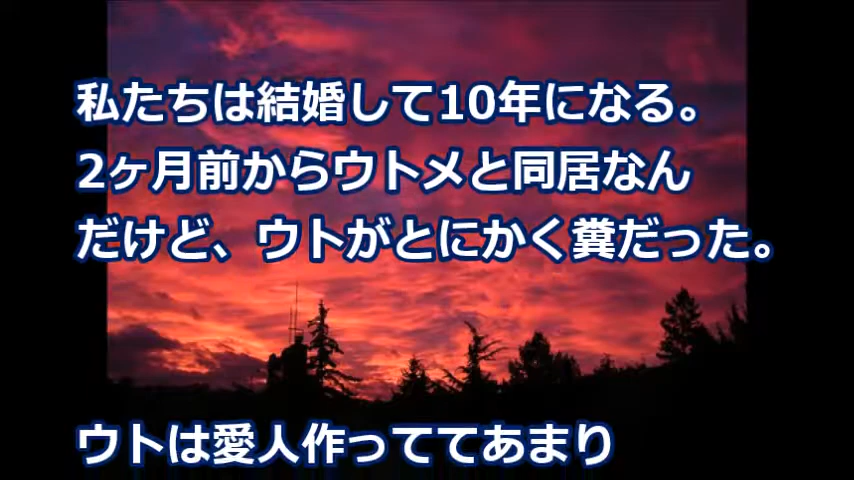 私たちは結婚して10年になる。
2ヶ月前からウトメと同居なん
だけど、ウトがとにかく糞だった。
ウトは愛人作っててあまり